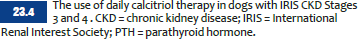 23.4 The use of daily calcitriol therapy in dogs with IRIS CKD Stages
3 and 4. CKD = chronic kidney disease; IRIS = International
Renal Interest Society; PTH = parathyroid hormone.